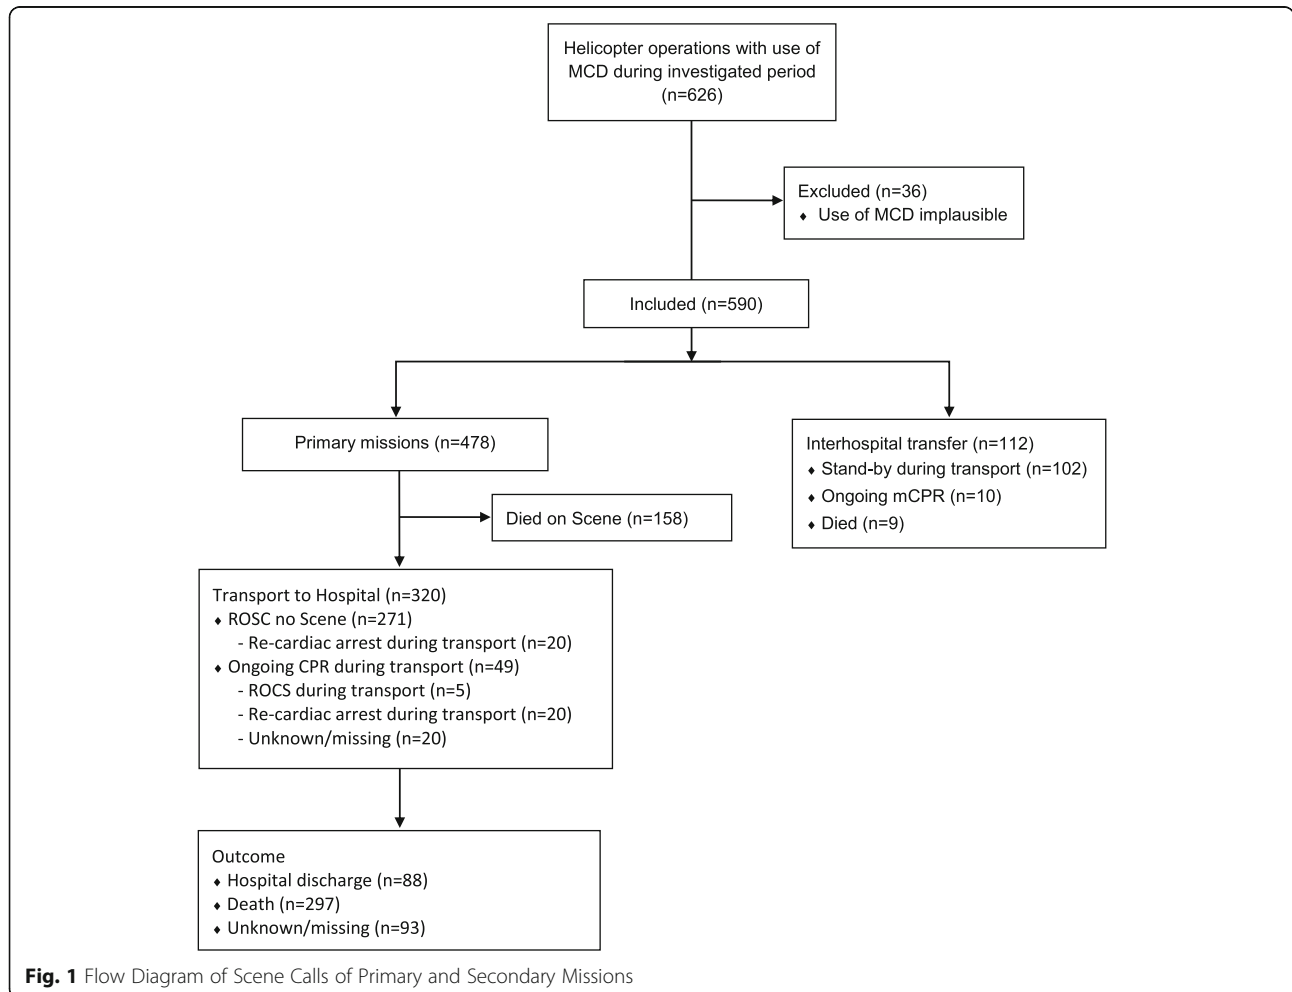 Helicopter operations with use of
MCD during investigated period
(n=626)
Excluded (n=36)
♦ Use of MCD implausible
Included (n=590)
Primary missions (n=478)
Interhospital transfer (n=112)
♦ Stand-by during transport (n=102)
♦ Ongoing mCPR (n=10)
♦ Died (n=9)
Died on Scene (n=158)
Transport to Hospital (n=320)
♦ ROSC no Scene (n=271)
- Re-cardiac arrest during transport (n=20)
♦ Ongoing CPR during transport (n=49)
- ROCS during transport (n=5)
- Re-cardiac arrest during transport (n=20)
- Unknown/missing (n=20)
Outcome
♦ Hospital discharge (n=88)
♦ Death (n=297)
♦ Unknown/missing (n=93)
Fig. 1 Flow Diagram of Scene Calls of Primary and Secondary Missions